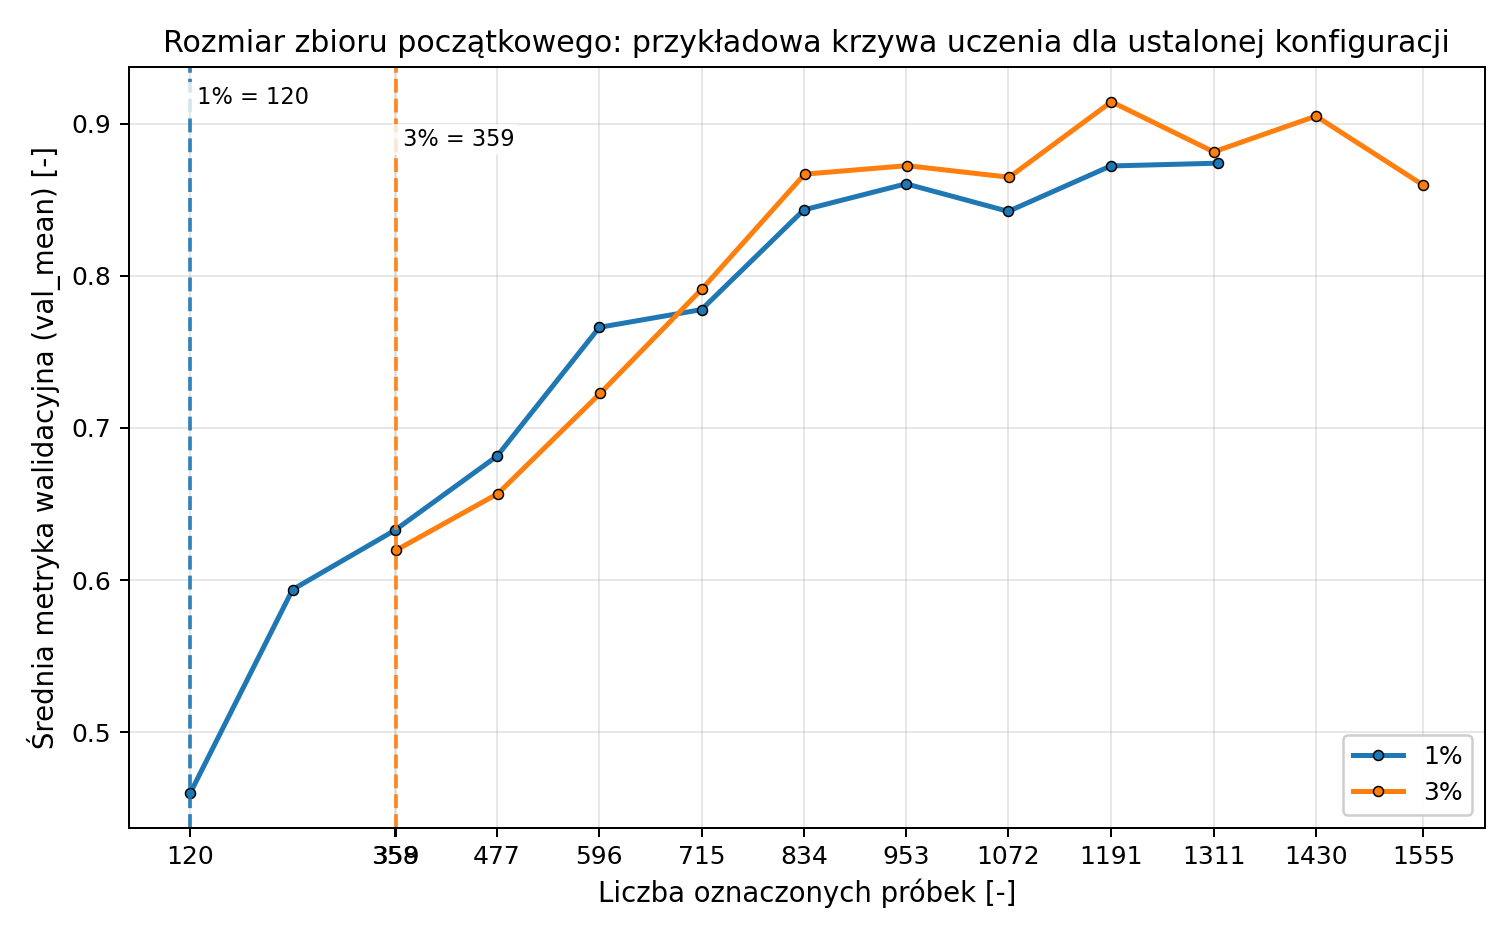 Rozmiar zbioru początkowego: przykładowa krzywa uczenia dla ustalonej konfiguracji
1% = 120
3% = 359
0.9
0.8
0.7
0.6
0.5
Średnia metryka walidacyjna (val_mean) [-]
1%
3%
120 477 596 715 834 953 1072 1191 1311 1430 1555
Liczba oznaczonych próbek [-]